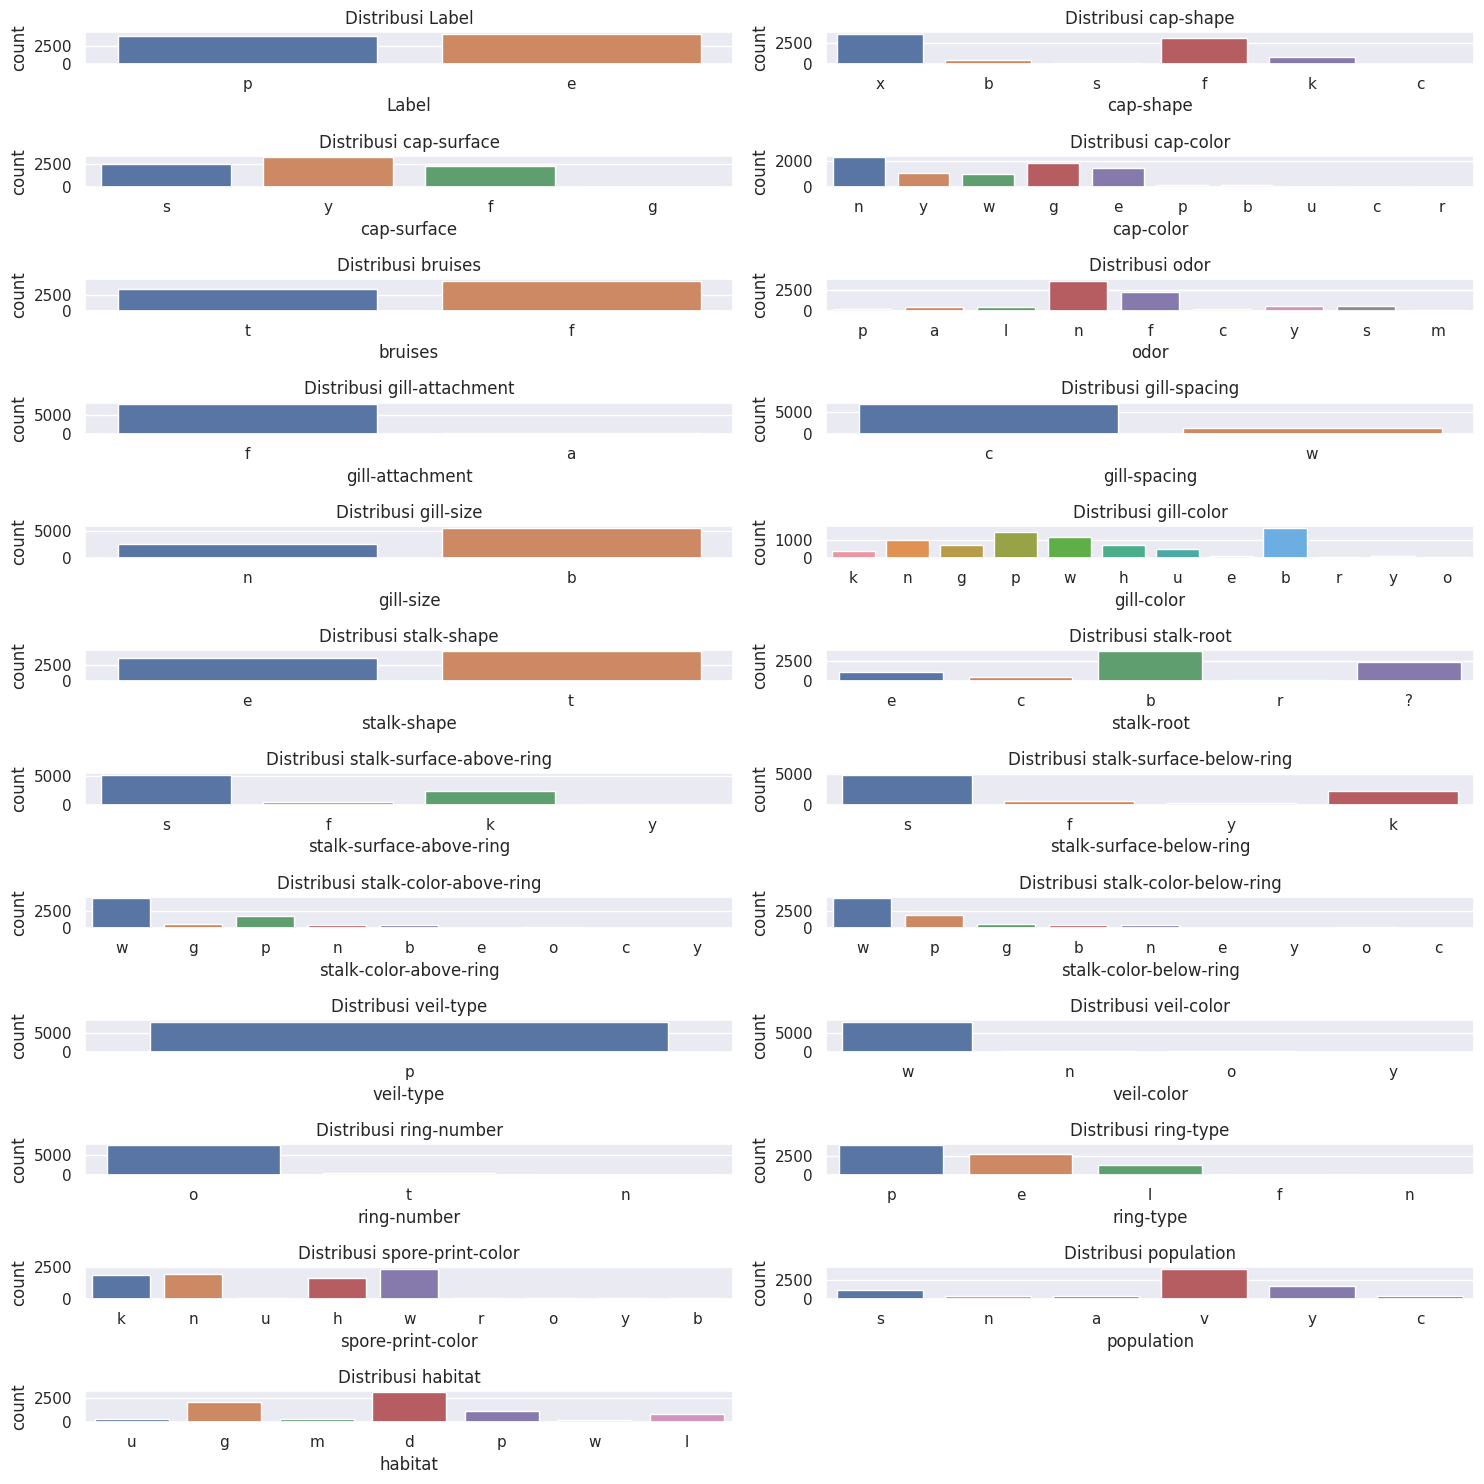 Distribusi Label
count
2500
0
p e
Label
Distribusi cap-shape
count
2500
0
x b s f k c
cap-shape
Distribusi cap-surface
count
2500
0
s y f g
cap-surface
Distribusi cap-color
count
2000
0
n y w g e p b u c r
cap-color
Distribusi bruises
count
2500
0
t f
bruises
Distribusi odor
count
2500
0
p a l n f c y s m
odor
Distribusi gill-attachment
count
5000
0
f a
gill-attachment
Distribusi gill-spacing
count
5000
0
c w
gill-spacing
Distribusi gill-size
count
5000
0
n b
gill-size
Distribusi gill-color
count
1000
0
k n g p w h u e b r y o
gill-color
Distribusi stalk-shape
count
2500
0
e t
stalk-shape
Distribusi stalk-root
count
2500
0
e c b r ?
stalk-root
Distribusi stalk-surface-above-ring
count
5000
0
s f k y
stalk-surface-above-ring
Distribusi stalk-surface-below-ring
count
5000
0
s f y k
stalk-surface-below-ring
Distribusi stalk-color-above-ring
count
2500
0
w g p n b e o c y
stalk-color-above-ring
Distribusi stalk-color-below-ring
count
2500
0
w p g b n e y o c
stalk-color-below-ring
Distribusi veil-type
count
5000
0
p
veil-type
Distribusi veil-color
count
5000
0
w n o y
veil-color
Distribusi ring-number
count
5000
0
o t n
ring-number
Distribusi ring-type
count
2500
0
p e l f n
ring-type
Distribusi spore-print-color
count
2500
0
k n u h w r o y b
spore-print-color
Distribusi population
count
2500
0
s n a v y c
population
Distribusi habitat
count
2500
0
u g m d p w l
habitat